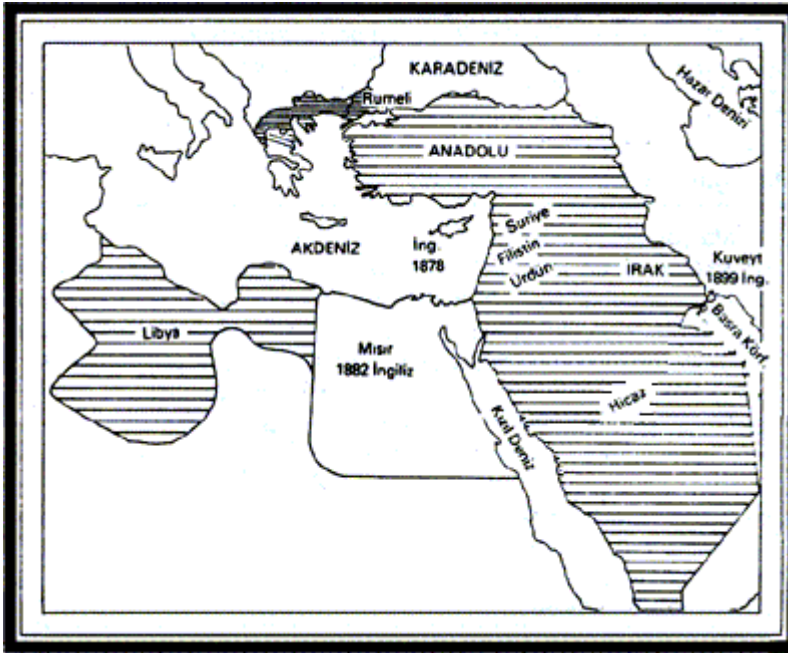 KARADENİZ
Hazar Denizi
Rumeli
ANADOLU
Suriye
Filistin
Urdün
AKDENİZ
İng.
1878
IRAK
Kuveyt
1899 İng.
Basra Körf.
Libya
Mısır
1882 İngiliz
Hicaz
Kızıl Deniz